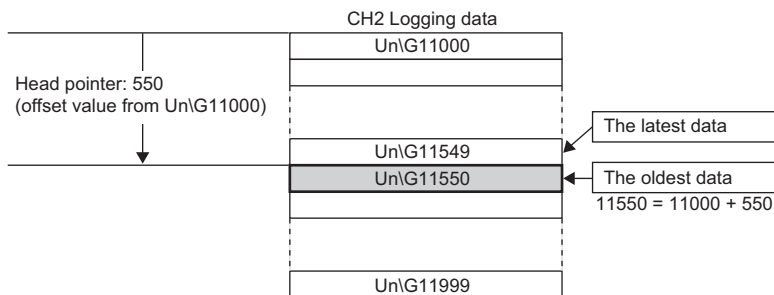 CH2 Logging data
Un\G11000
Head pointer: 550
(offset value from Un\G11000)
The latest data
Un\G11549
Un\G11550
The oldest data
11550 = 11000 + 550
Un\G11999